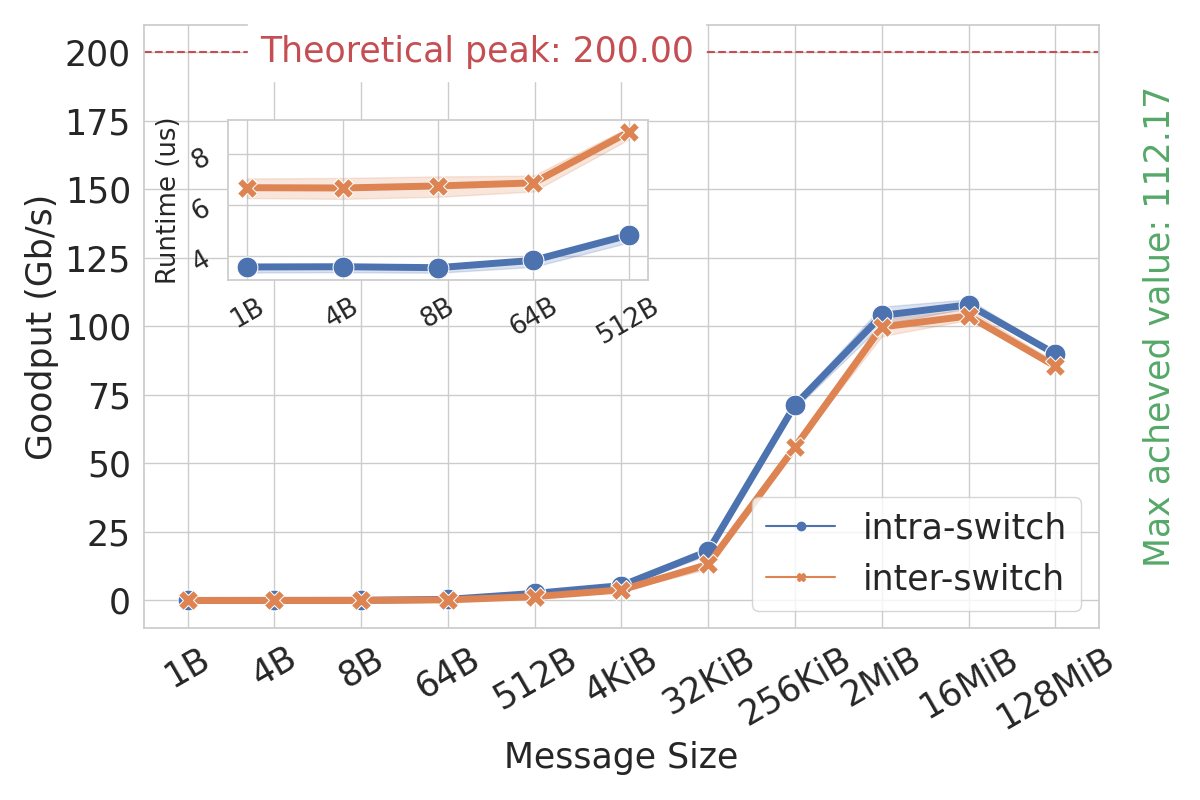 Theoretical peak: 200.00
Goodput (Gb/s)
200
175
150
125
100
75
50
25
0
Runtime (us)
8
6
4
1B
4B
8B
64B
512B
intra-switch
inter-switch
1B
4B
8B
64B
512B
4KiB
32KiB
256KiB
2MiB
16MiB
128MiB
Message Size
Max acheved value: 112.17